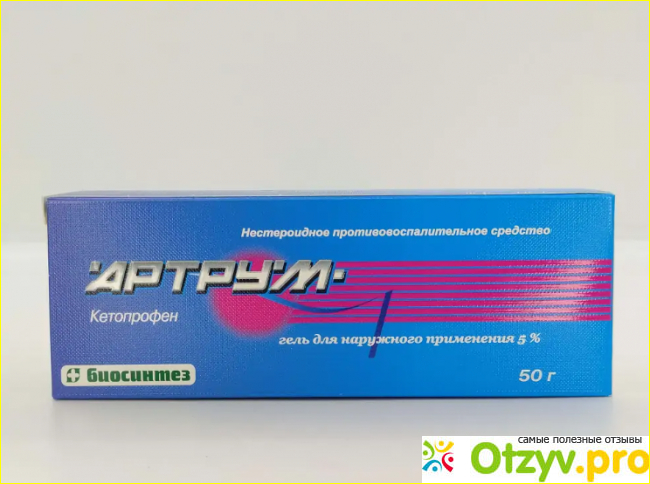 Нестероидное противовоспалительное средство
АРТРУМ
Кетопрофен
гель для наружного применения 5 %
биосинтез
50 г
самые полезные отзывы
Otzyv.pro